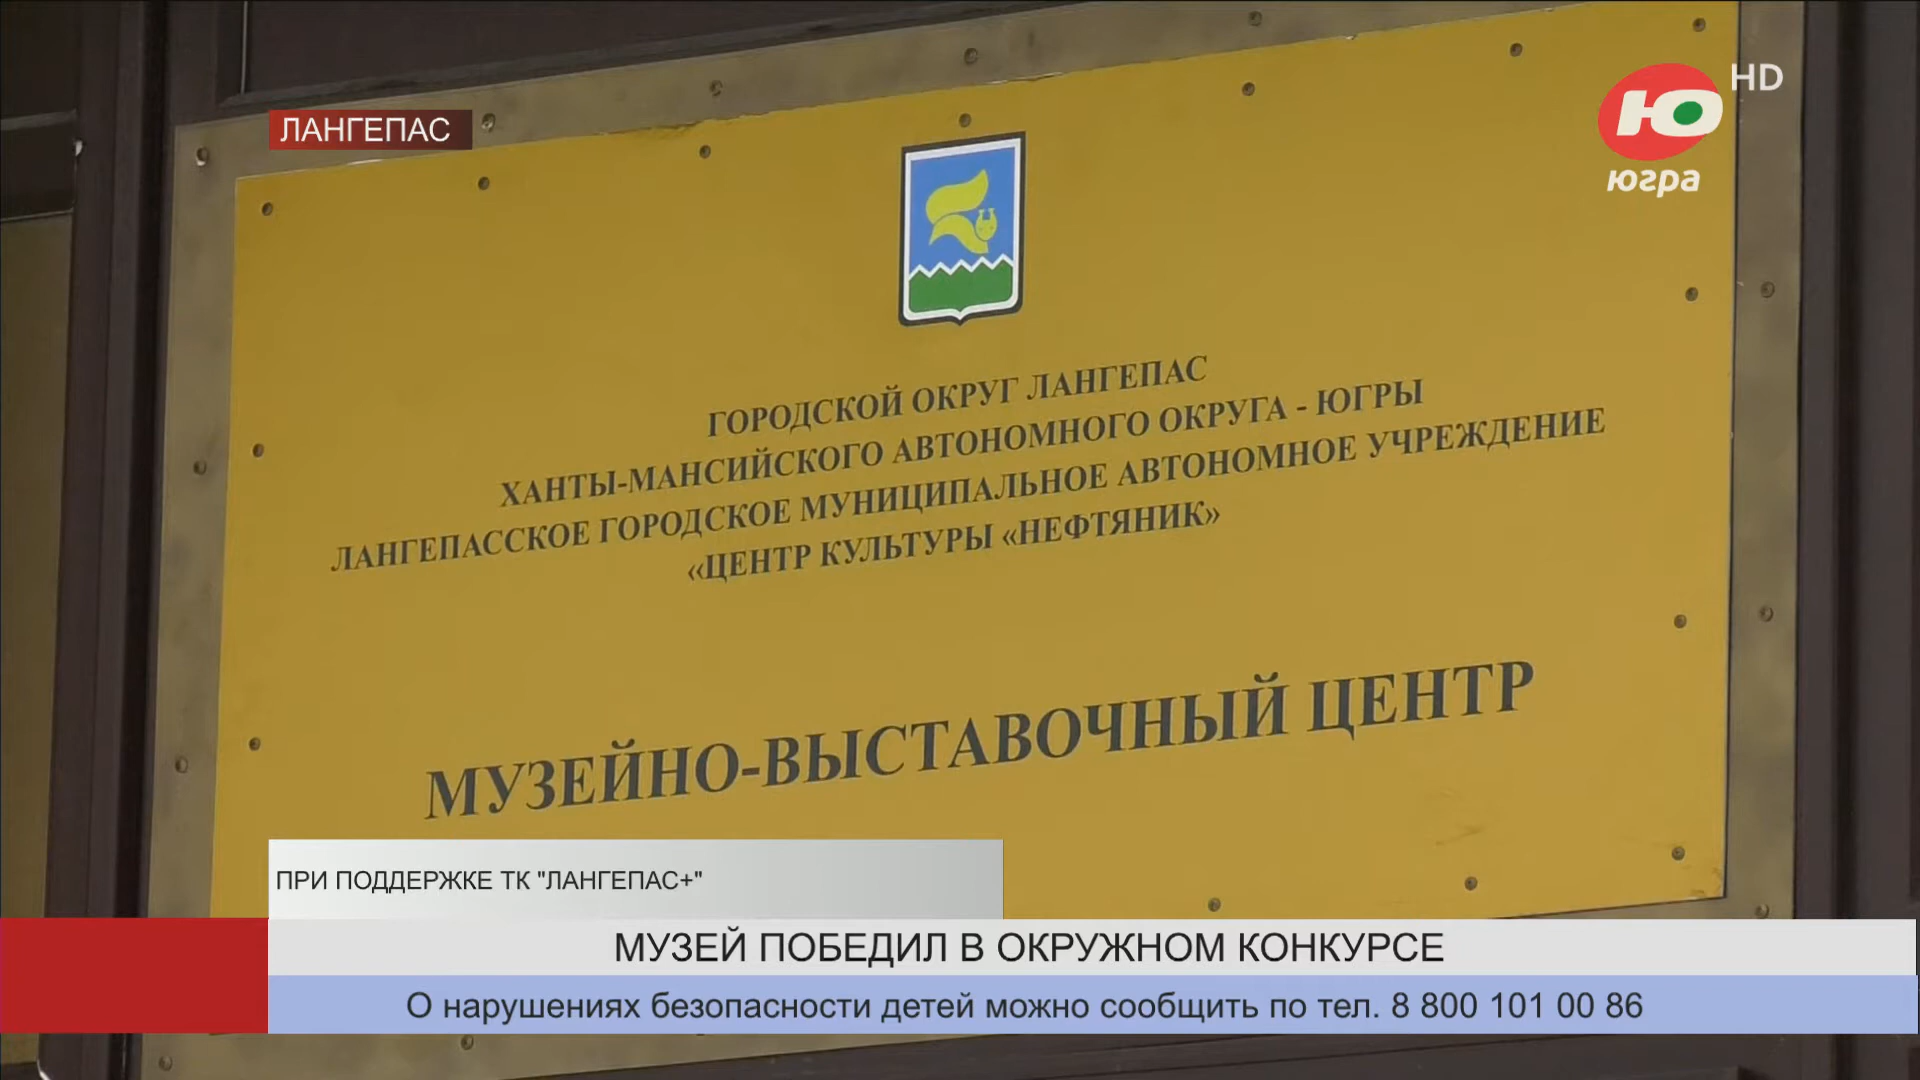 ЛАНГЕПАС
Ю HD
югра
ГОРОДСКОЙ ОКРУГ ЛАНГЕПАС
ХАНТЫ-МАНСИЙСКОГО АВТОНОМНОГО ОКРУГА - ЮГРЫ
ЛАНГЕПАССКОЕ ГОРОДСКОЕ МУНИЦИПАЛЬНОЕ АВТОНОМНОЕ УЧРЕЖДЕНИЕ
«ЦЕНТР КУЛЬТУРЫ «НЕФТЯНИК»
МУЗЕЙНО-ВЫСТАВОЧНЫЙ ЦЕНТР
ПРИ ПОДДЕРЖКЕ ТК "ЛАНГЕПАС+"
МУЗЕЙ ПОБЕДИЛ В ОКРУЖНОМ КОНКУРСЕ
О нарушениях безопасности детей можно сообщить по тел. 8 800 101 00 86